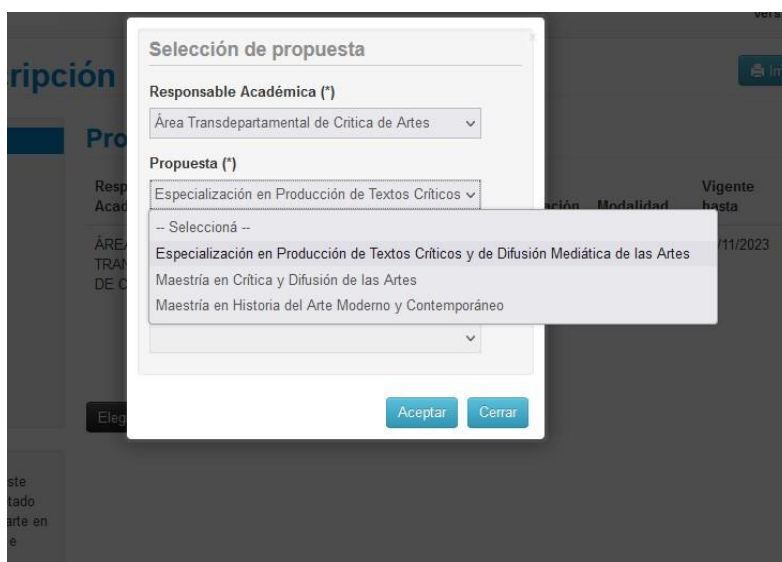 ripción
Selección de propuesta
Responsable Académica (*)
Área Transdepartamental de Critica de Artes
Propuesta (*)
Especialización en Producción de Textos Críticos
-- Seleccioná --
Especialización en Producción de Textos Críticos y de Difusión Mediática de las Artes
Maestría en Crítica y Difusión de las Artes
Maestría en Historia del Arte Moderno y Contemporáneo
Aceptar
Cerrar
Pro
Resp
Acad
Modalidad
Vigente
hasta
ÁREA
TRAN
DE C
/11/2023
Eleg
ste
tado
arte en
e